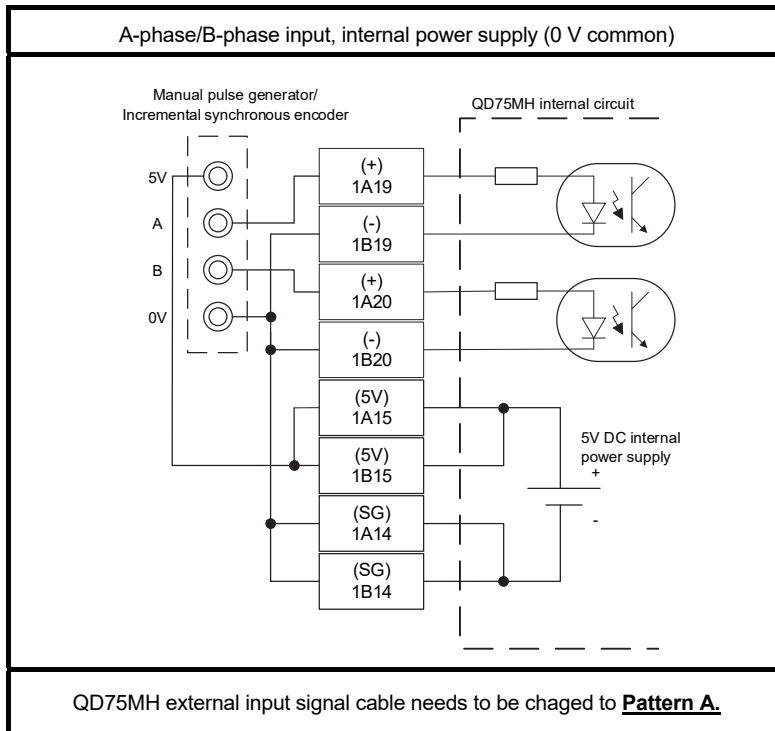 A-phase/B-phase input, internal power supply (0 V common)
Manual pulse generator/
Incremental synchronous encoder
QD75MH internal circuit
5V
A
B
0V
(+)
1A19
(-)
1B19
(+)
1A20
(-)
1B20
(5V)
1A15
(5V)
1B15
(SG)
1A14
(SG)
1B14
5V DC internal
power supply
+
-
QD75MH external input signal cable needs to be chaged to Pattern A.